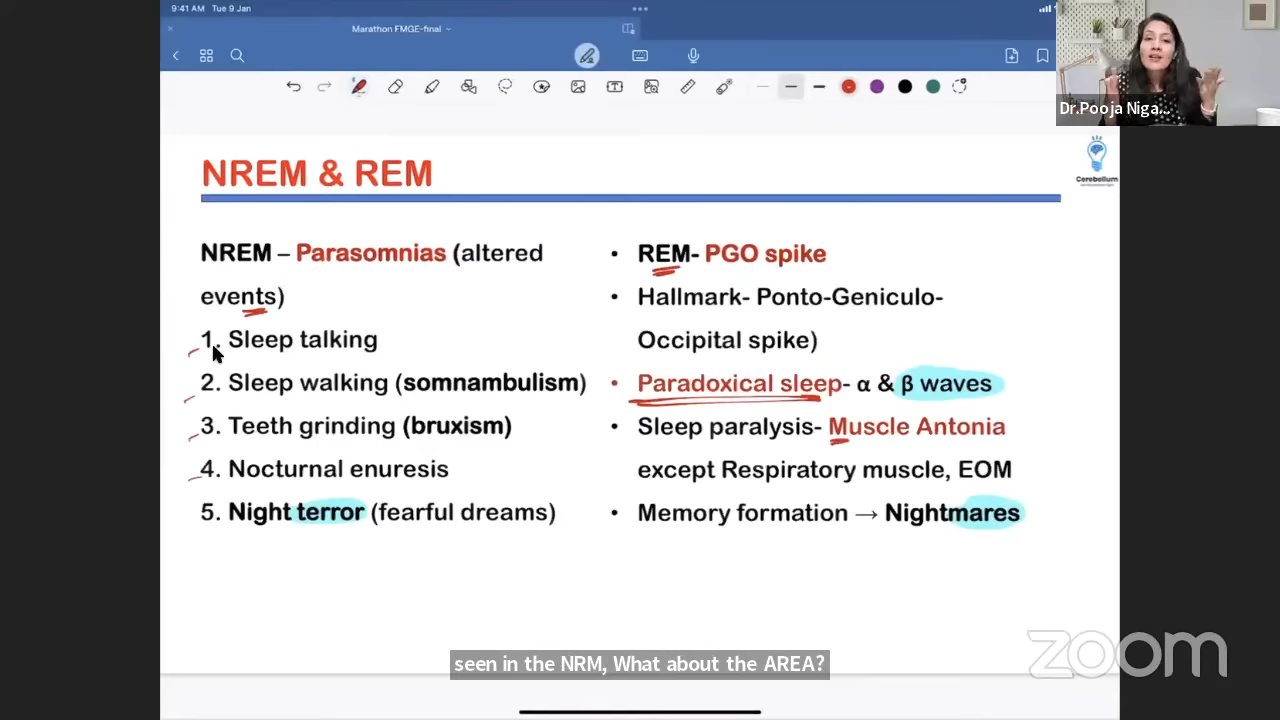 9:41 AM Tue 9 Jan
Marathon FMGE-final
Dr.Pooja Niga...
Cerebellum
NREM & REM
NREM – Parasomnias (altered
events)
1. Sleep talking
2. Sleep walking (somnambulism)
3. Teeth grinding (bruxism)
4. Nocturnal enuresis
5. Night terror (fearful dreams)
• REM- PGO spike
• Hallmark- Ponto-Geniculo-
Occipital spike)
• Paradoxical sleep- α & β waves
• Sleep paralysis- Muscle Antonia
except Respiratory muscle, EOM
• Memory formation → Nightmares
seen in the NRM, What about the AREA?
zoom